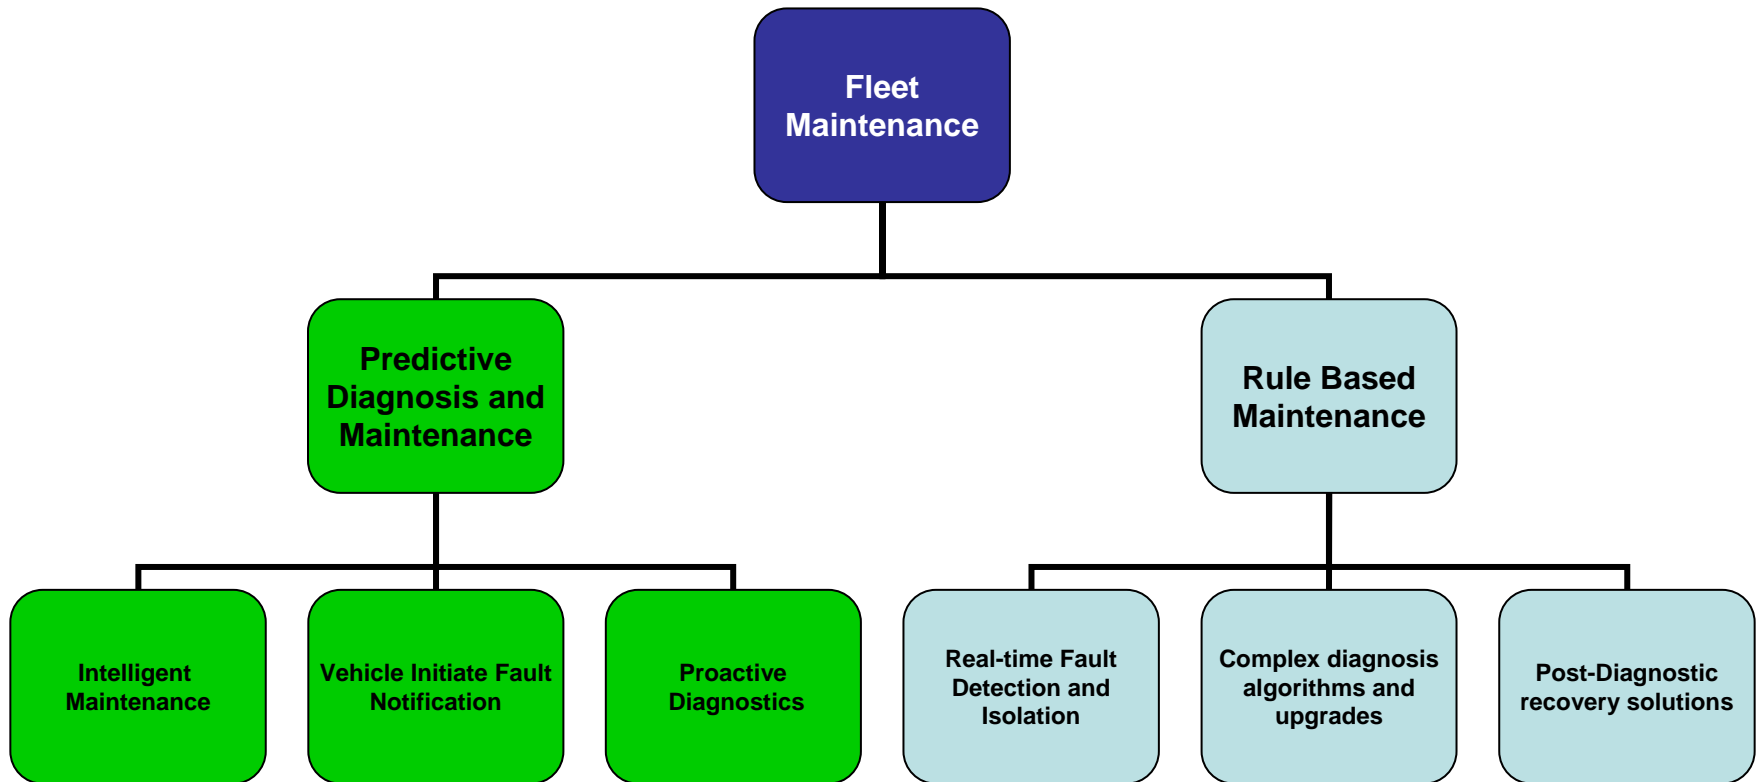 Fleet
Maintenance
Predictive
Diagnosis and
Maintenance
Rule Based
Maintenance
Intelligent
Maintenance
Vehicle Initiate Fault
Notification
Proactive
Diagnostics
Real-time Fault
Detection and
Isolation
Complex diagnosis
algorithms and
upgrades
Post-Diagnostic
recovery solutions